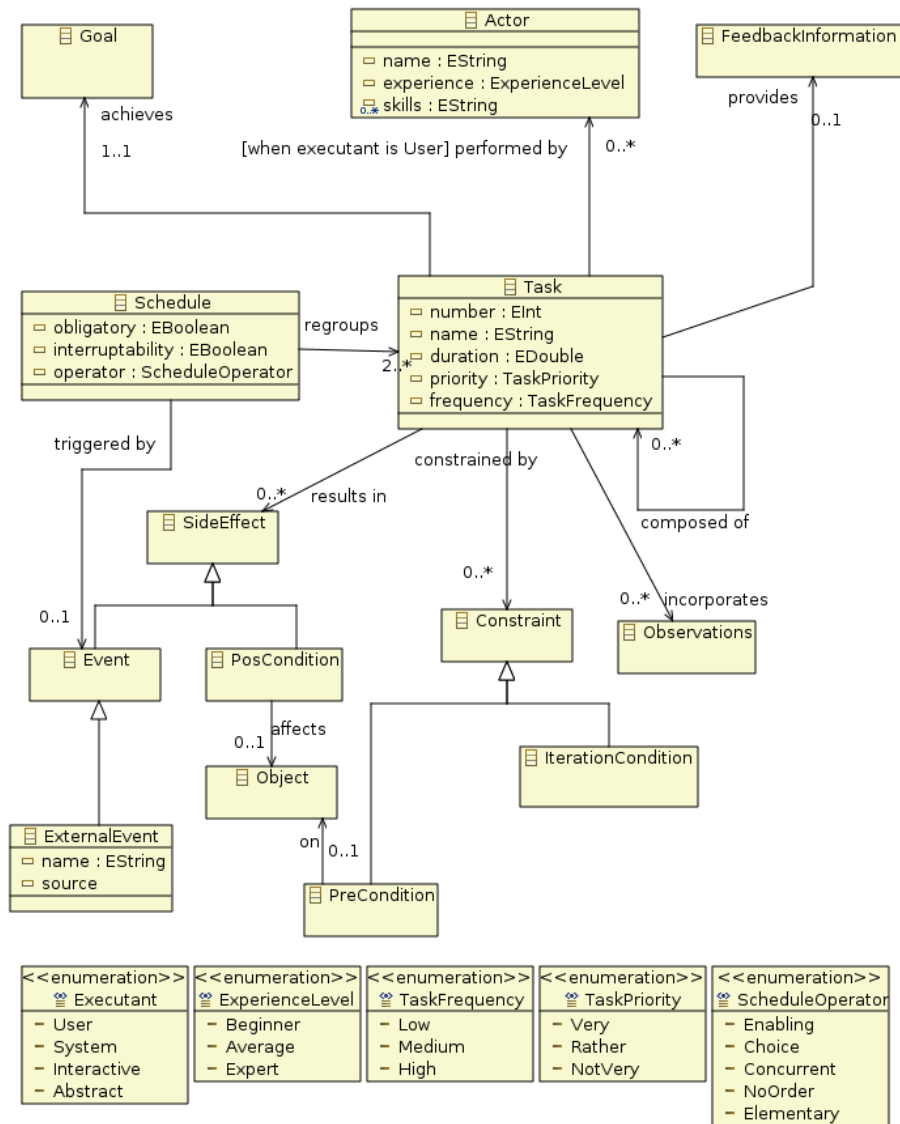 Goal
Actor
name : EString
experience : ExperienceLevel
skills : EString
0..*
FeedbackInformation
achieves
1..1
[when executant is User] performed by
0..*
provides
0..1
Schedule
obligatory : EBoolean
interruptability : EBoolean
operator : ScheduleOperator
regroups
2..*
Task
number : EInt
name : EString
duration : EDouble
priority : TaskPriority
frequency : TaskFrequency
triggered by
0..1
0..*
results in
constrained by
0..*
0..*
composed of
0..*
incorporates
SideEffect
Constraint
Observations
Event
PosCondition
affects
0..1
Object
IterationCondition
ExternalEvent
name : EString
source
on
0..1
PreCondition
<<enumeration>>
Executant
User
System
Interactive
Abstract
<<enumeration>>
ExperienceLevel
Beginner
Average
Expert
<<enumeration>>
TaskFrequency
Low
Medium
High
<<enumeration>>
TaskPriority
Very
Rather
NotVery
<<enumeration>>
ScheduleOperator
Enabling
Choice
Concurrent
NoOrder
Elementary